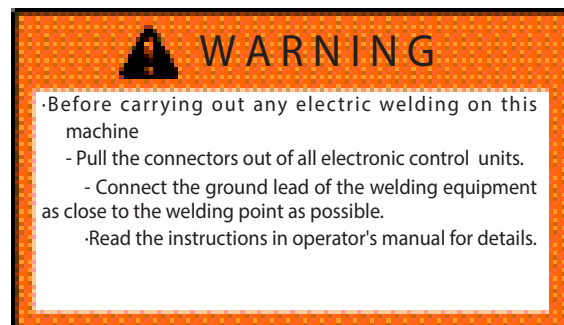 WARNING
·Before carrying out any electric welding on this
machine
- Pull the connectors out of all electronic control units.
- Connect the ground lead of the welding equipment
as close to the welding point as possible.
·Read the instructions in operator's manual for details.